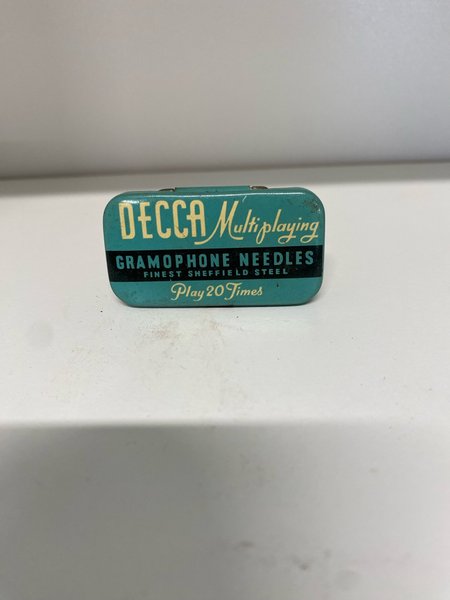 DECCA Multiplaying
GRAMOPHONE NEEDLES
FINEST SHEFFIELD STEEL
Play 20 Times